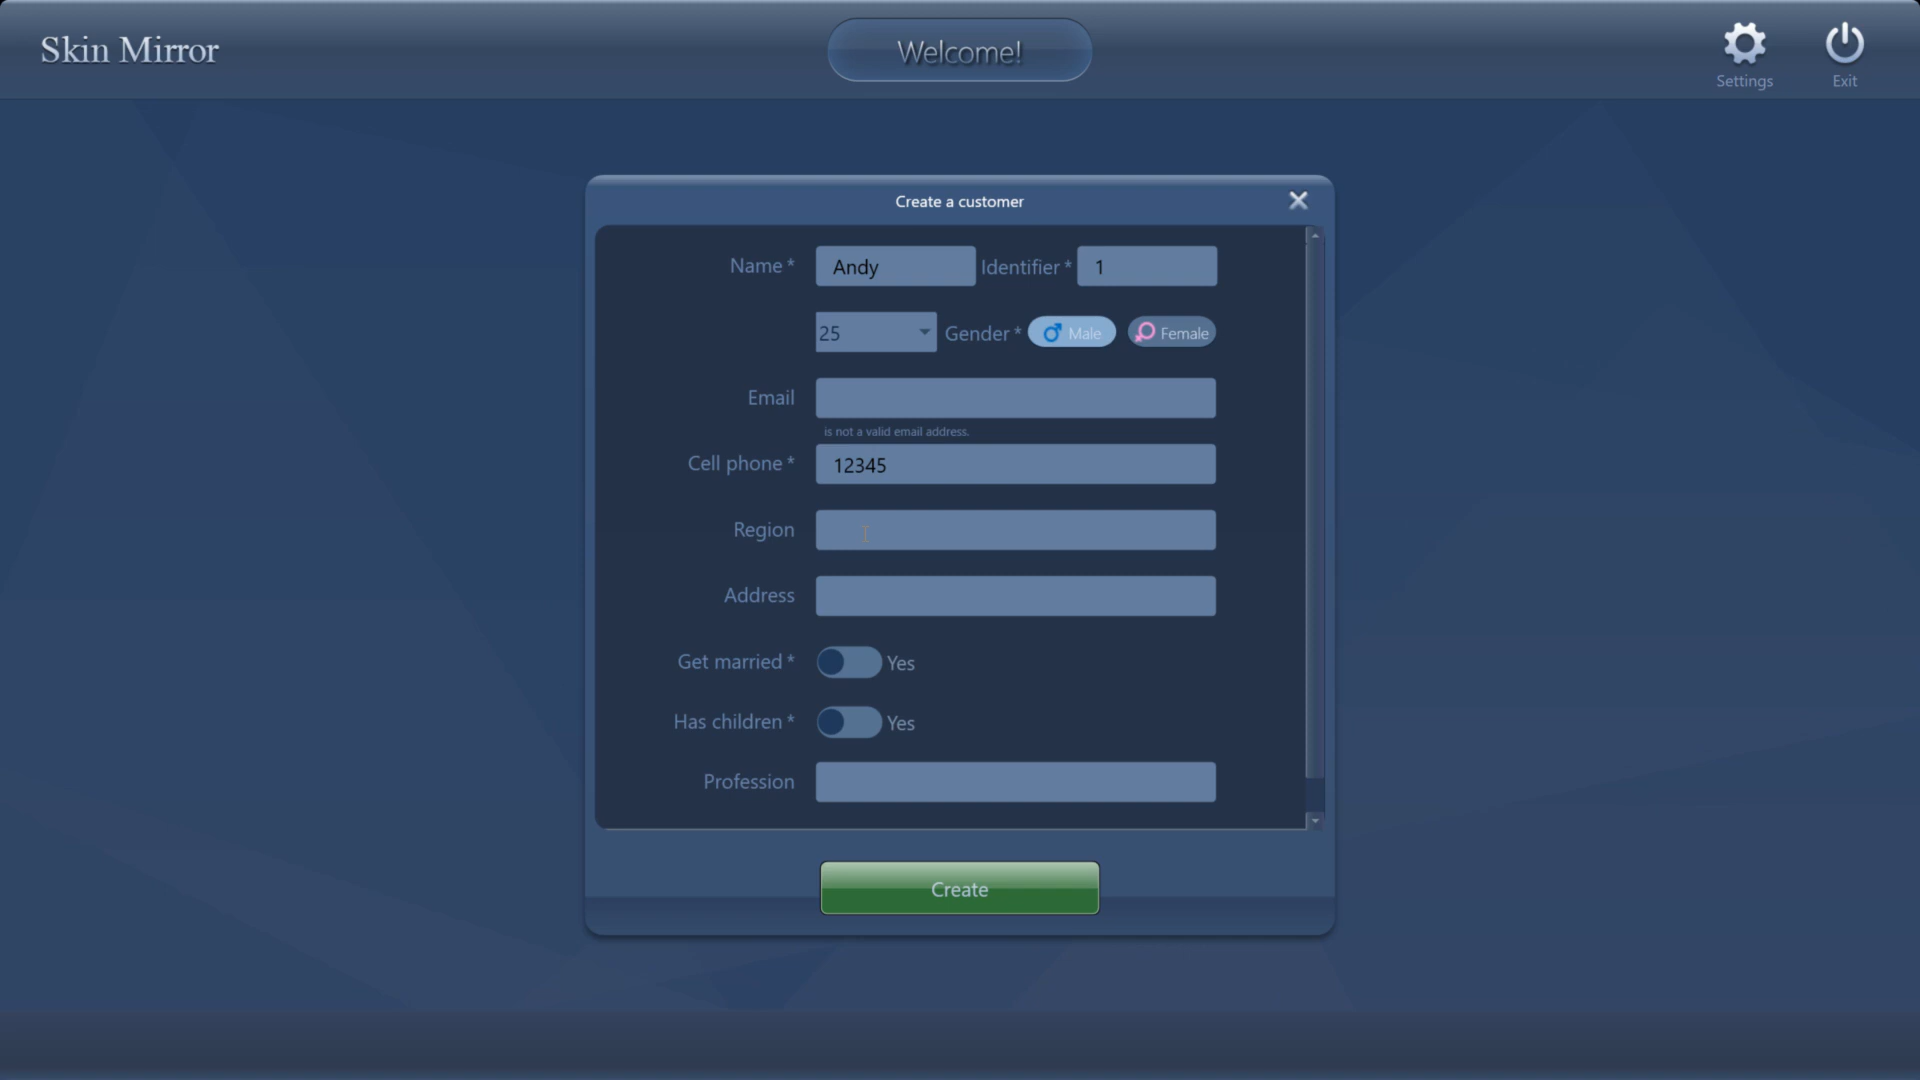 Skin Mirror
Welcome!
Settings
Exit
Create a customer
Name * Andy Identifier * 1
25 Gender * Male Female
Email
is not a valid email address.
Cell phone * 12345
Region
Address
Get married * Yes
Has children * Yes
Profession
Create